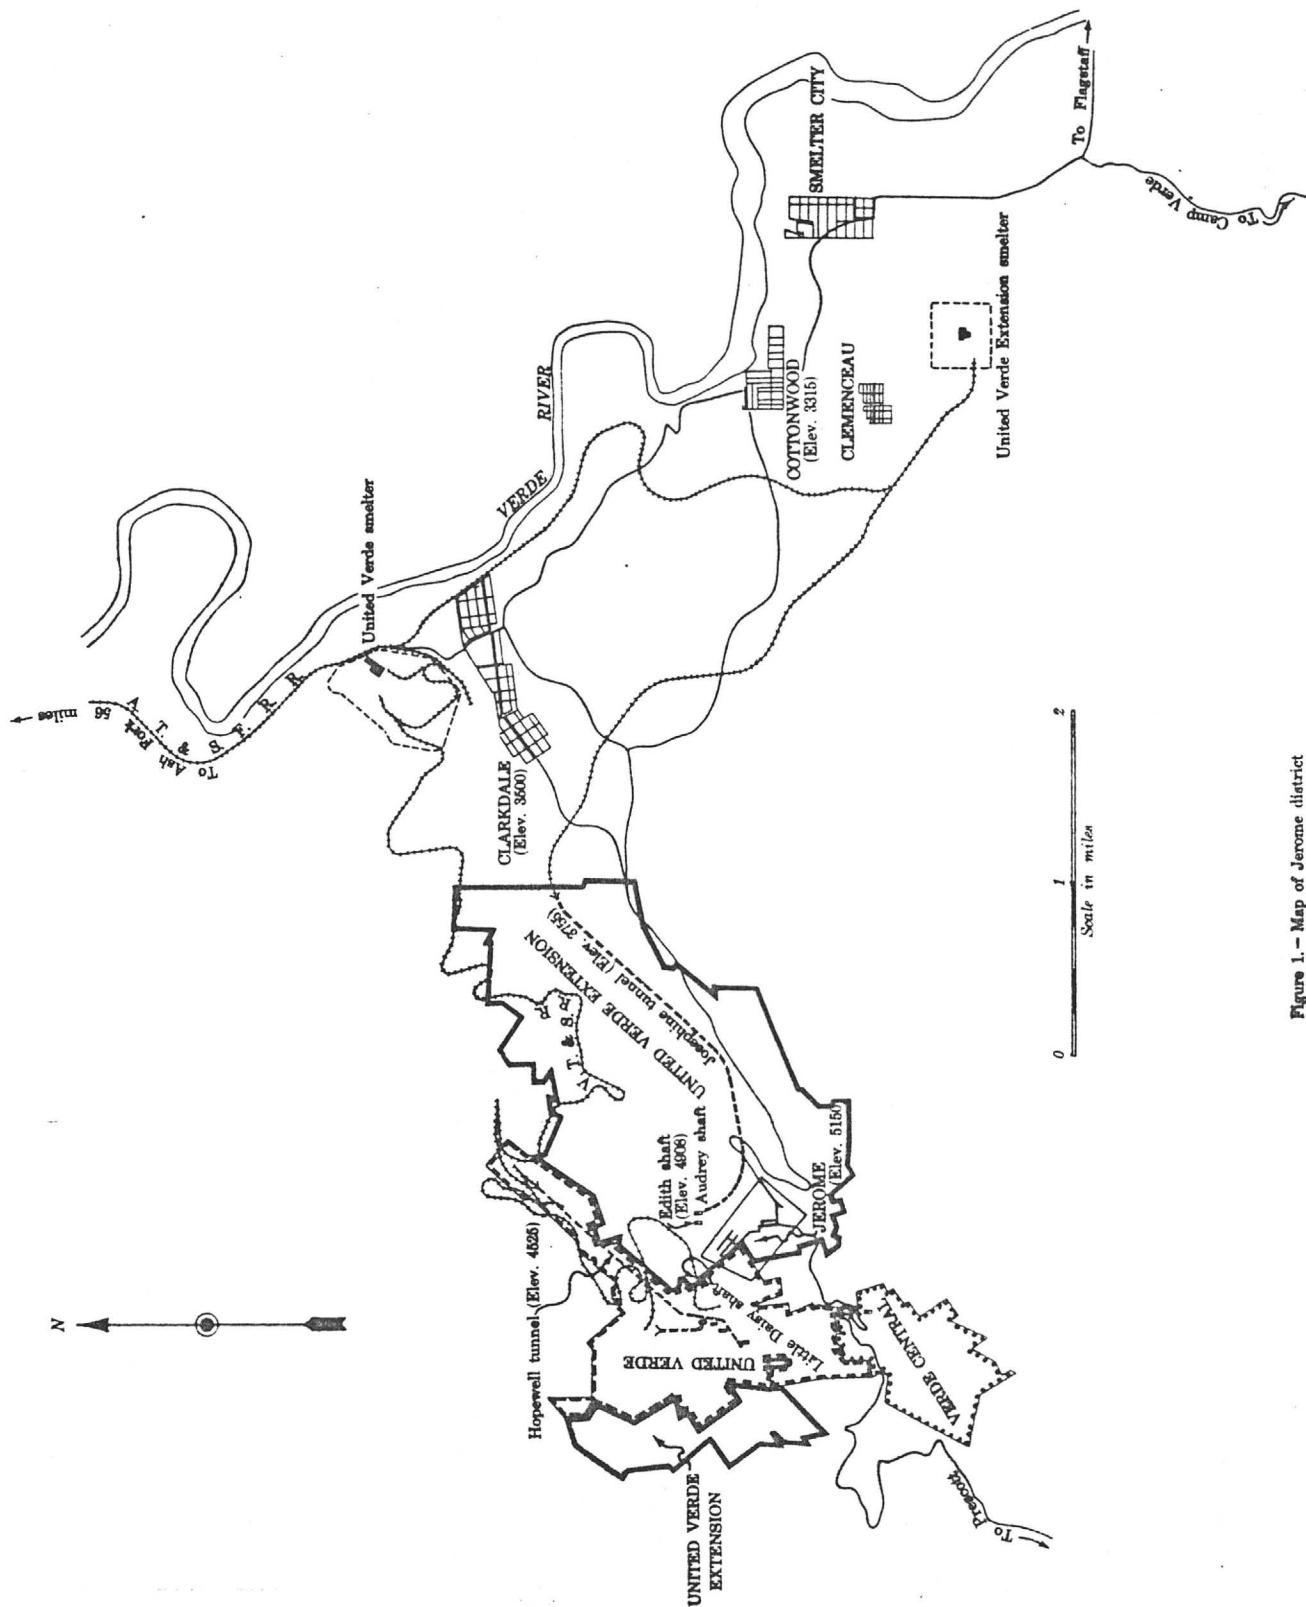 N
To Ash Fork 56 miles
V. T. & S. R. R.
United Verde smelter
VERDE RIVER
CLARKDALE
(Elev. 3500)
SMELTER CITY
COTTONWOOD
(Elev. 3315)
CLEMENCEAU
United Verde Extension smelter
To Flagstaff
To Camp Verde
V. T. & S. R R
Josephine tunnel (Elev. 3755)
UNITED VERDE EXTENSION
Hopewell tunnel (Elev. 4525)
Edith shaft
(Elev. 4908)
Audrey shaft
JEROME
(Elev. 5150)
Little Daisy shaft
UNITED VERDE
VERDE CENTRAL
UNITED VERDE
EXTENSION
To Prescott
0 1 2
Scale in miles
Figure 1.– Map of Jerome district